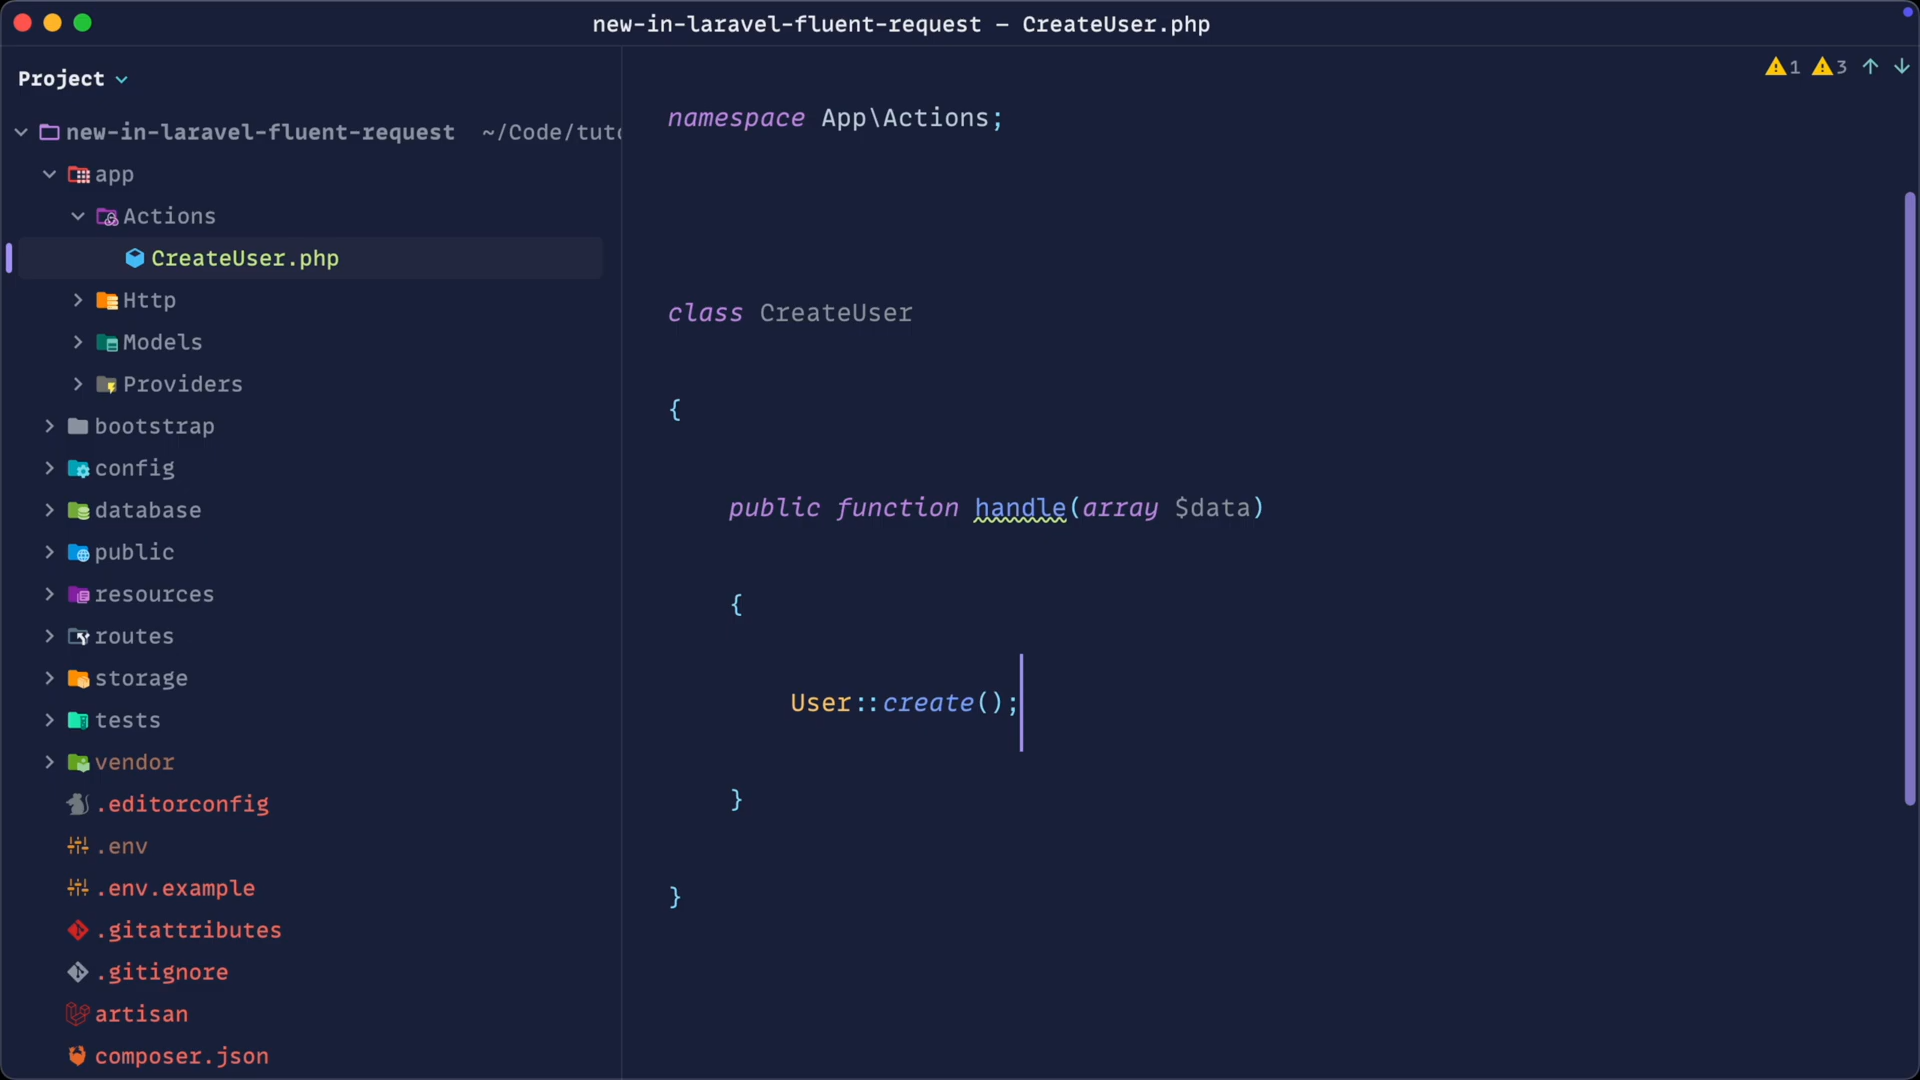 new-in-laravel-fluent-request – CreateUser.php
Project
new-in-laravel-fluent-request ~/Code/tuto
app
Actions
CreateUser.php
Http
Models
Providers
bootstrap
config
database
public
resources
routes
storage
tests
vendor
.editorconfig
.env
.env.example
.gitattributes
.gitignore
artisan
composer.json
1 3
namespace App\Actions;
class CreateUser
{
public function handle(array $data)
{
User::create();
}
}